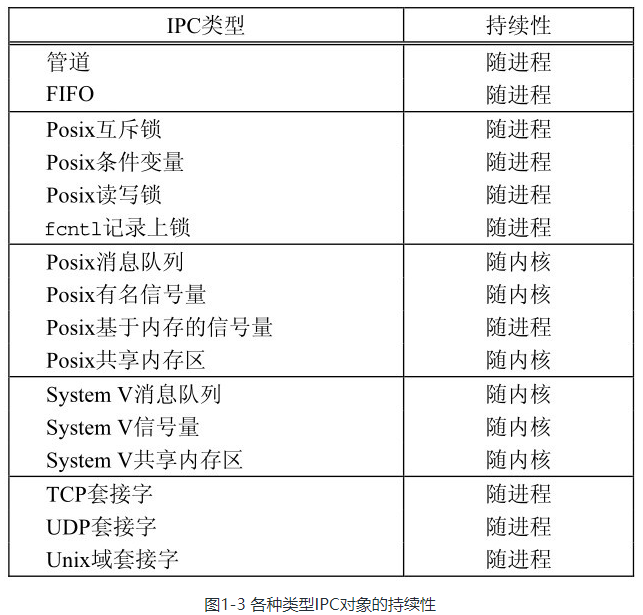 IPC类型 持续性
管道 随进程
FIFO 随进程
Posix互斥锁 随进程
Posix条件变量 随进程
Posix读写锁 随进程
fcntl记录上锁 随进程
Posix消息队列 随内核
Posix有名信号量 随内核
Posix基于内存的信号量 随进程
Posix共享内存区 随内核
System V消息队列 随内核
System V信号量 随内核
System V共享内存区 随内核
TCP套接字 随进程
UDP套接字 随进程
Unix域套接字 随进程
图1-3 各种类型IPC对象的持续性